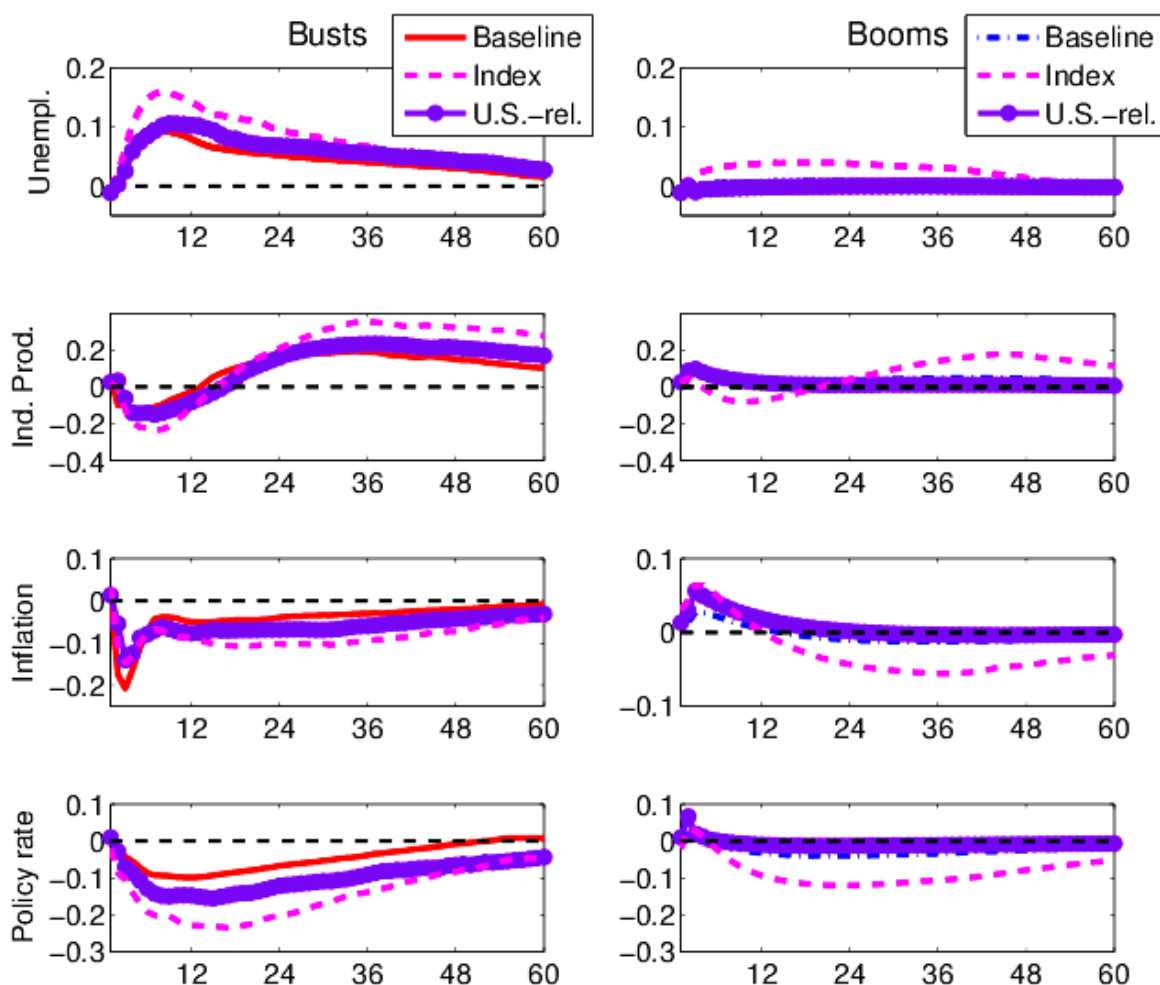 Busts
Baseline
Index
U.S.-rel.
Booms
Baseline
Index
U.S.-rel.
Unempl.
0.2
0.1
0
12 24 36 48 60
0.2
0.1
0
12 24 36 48 60
Ind. Prod.
0.2
0
-0.2
-0.4
12 24 36 48 60
0.2
0
-0.2
-0.4
12 24 36 48 60
Inflation
0.1
0
-0.1
-0.2
12 24 36 48 60
0.1
0
-0.1
12 24 36 48 60
Policy rate
0.1
0
-0.1
-0.2
-0.3
12 24 36 48 60
0.1
0
-0.1
-0.2
-0.3
12 24 36 48 60